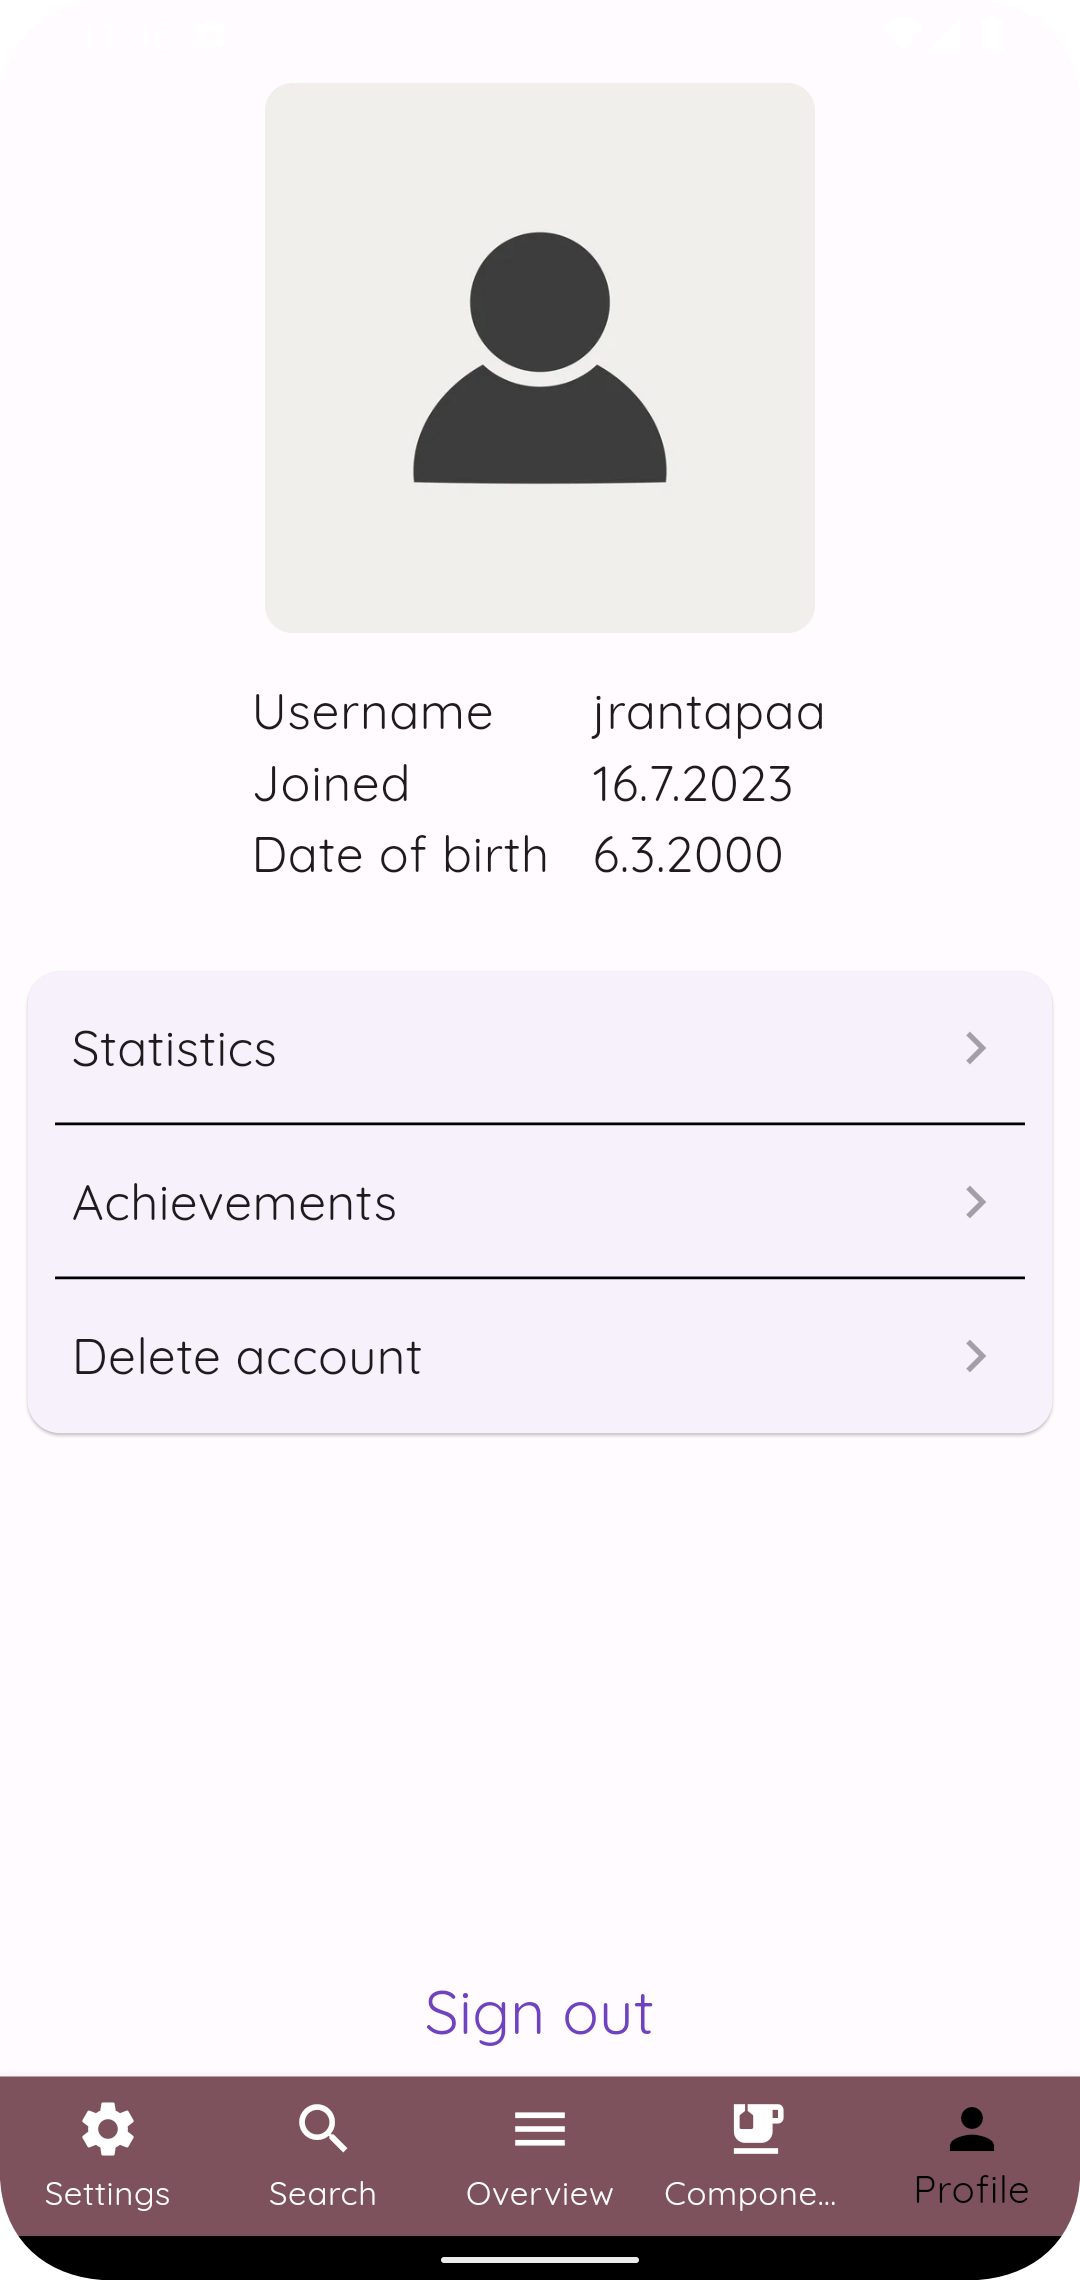 Username jrantapaa
Joined 16.7.2023
Date of birth 6.3.2000
Statistics
Achievements
Delete account
Sign out
Settings Search Overview Compone... Profile